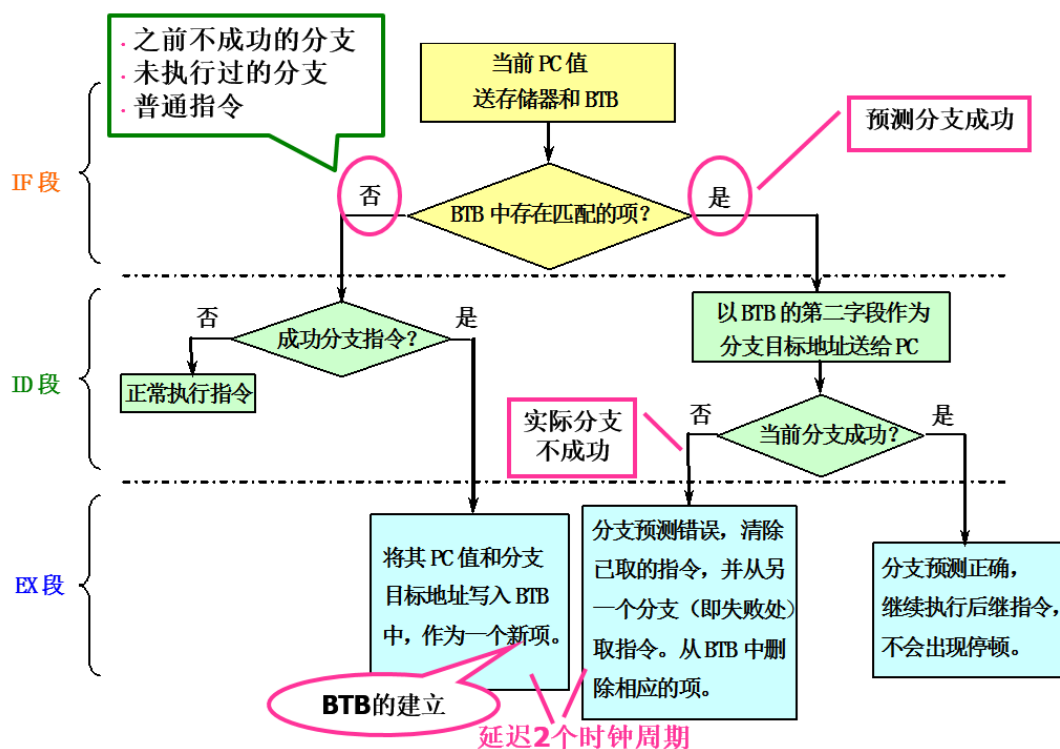 · 之前不成功的分支
· 未执行过的分支
· 普通指令
当前 PC 值
送存储器和 BTB
预测分支成功
IF 段
否
是
BTB 中存在匹配的项？
ID 段
否
成功分支指令？
是
以 BTB 的第二字段作为
分支目标地址送给 PC
正常执行指令
实际分支
不成功
否
当前分支成功？
是
EX 段
将其 PC 值和分支
目标地址写入 BTB
中，作为一个新项。
分支预测错误，清除
已取的指令，并从另
一个分支（即失败处）
取指令。从 BTB 中删
除相应的项。
分支预测正确，
继续执行后继指令，
不会出现停顿。
BTB的建立
延迟2个时钟周期